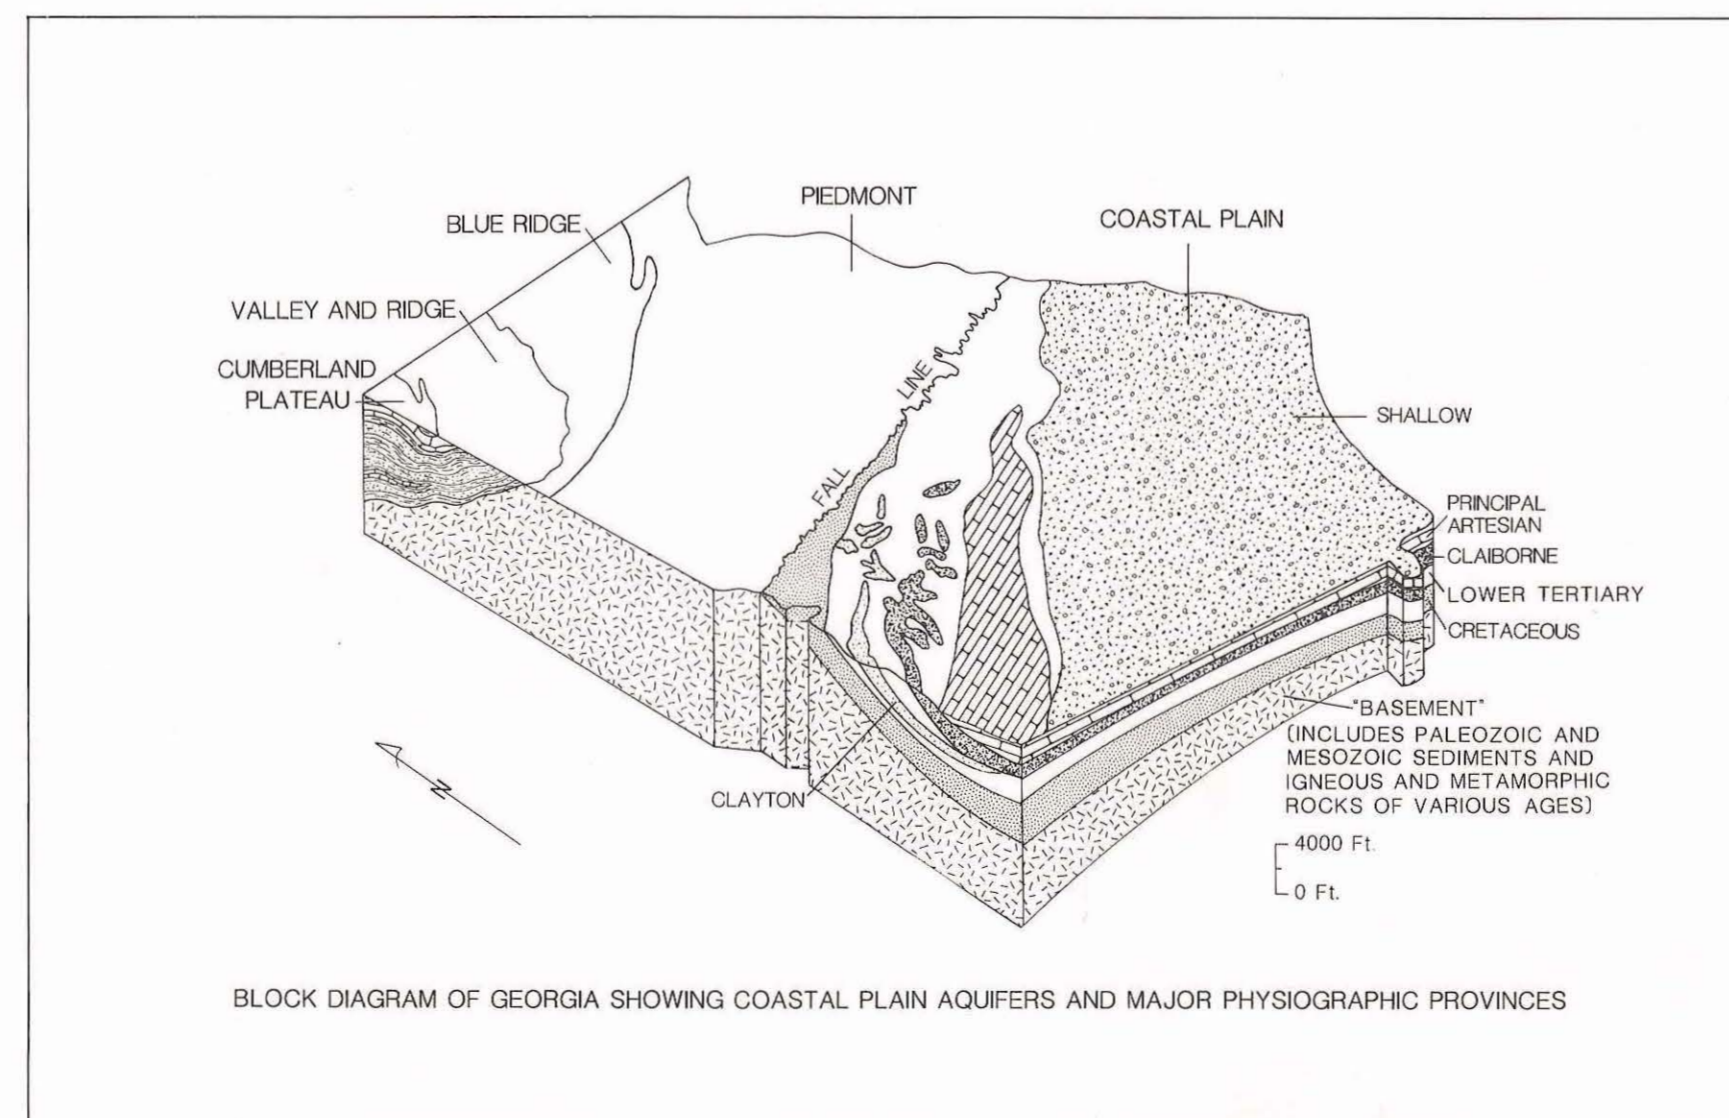 PIEDMONT
BLUE RIDGE
COASTAL PLAIN
VALLEY AND RIDGE
CUMBERLAND
PLATEAU
FALL LINE
SHALLOW
PRINCIPAL
ARTESIAN
CLAIBORNE
LOWER TERTIARY
CRETACEOUS
"BASEMENT"
(INCLUDES PALEOZOIC AND
MESOZOIC SEDIMENTS AND
IGNEOUS AND METAMORPHIC
ROCKS OF VARIOUS AGES)
N
CLAYTON
4000 Ft.
0 Ft.
BLOCK DIAGRAM OF GEORGIA SHOWING COASTAL PLAIN AQUIFERS AND MAJOR PHYSIOGRAPHIC PROVINCES